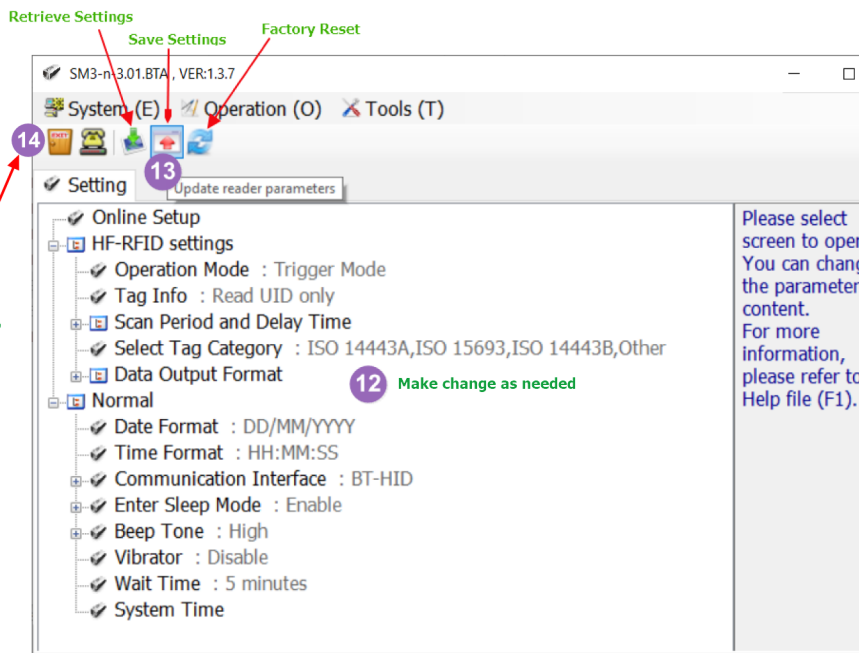 Retrieve Settings
Save Settings
Factory Reset
SM3-n-3.01.BTA , VER:1.3.7
System (E) Operation (O) Tools (T)
14
EXIT
13
Setting
Update reader parameters
Online Setup
HF-RFID settings
Operation Mode : Trigger Mode
Tag Info : Read UID only
Scan Period and Delay Time
Select Tag Category : ISO 14443A,ISO 15693,ISO 14443B,Other
Data Output Format
12 Make change as needed
Normal
Date Format : DD/MM/YYYY
Time Format : HH:MM:SS
Communication Interface : BT-HID
Enter Sleep Mode : Enable
Beep Tone : High
Vibrator : Disable
Wait Time : 5 minutes
System Time
Please select
screen to oper
You can chang
the parameter
content.
For more
information,
please refer to
Help file (F1).